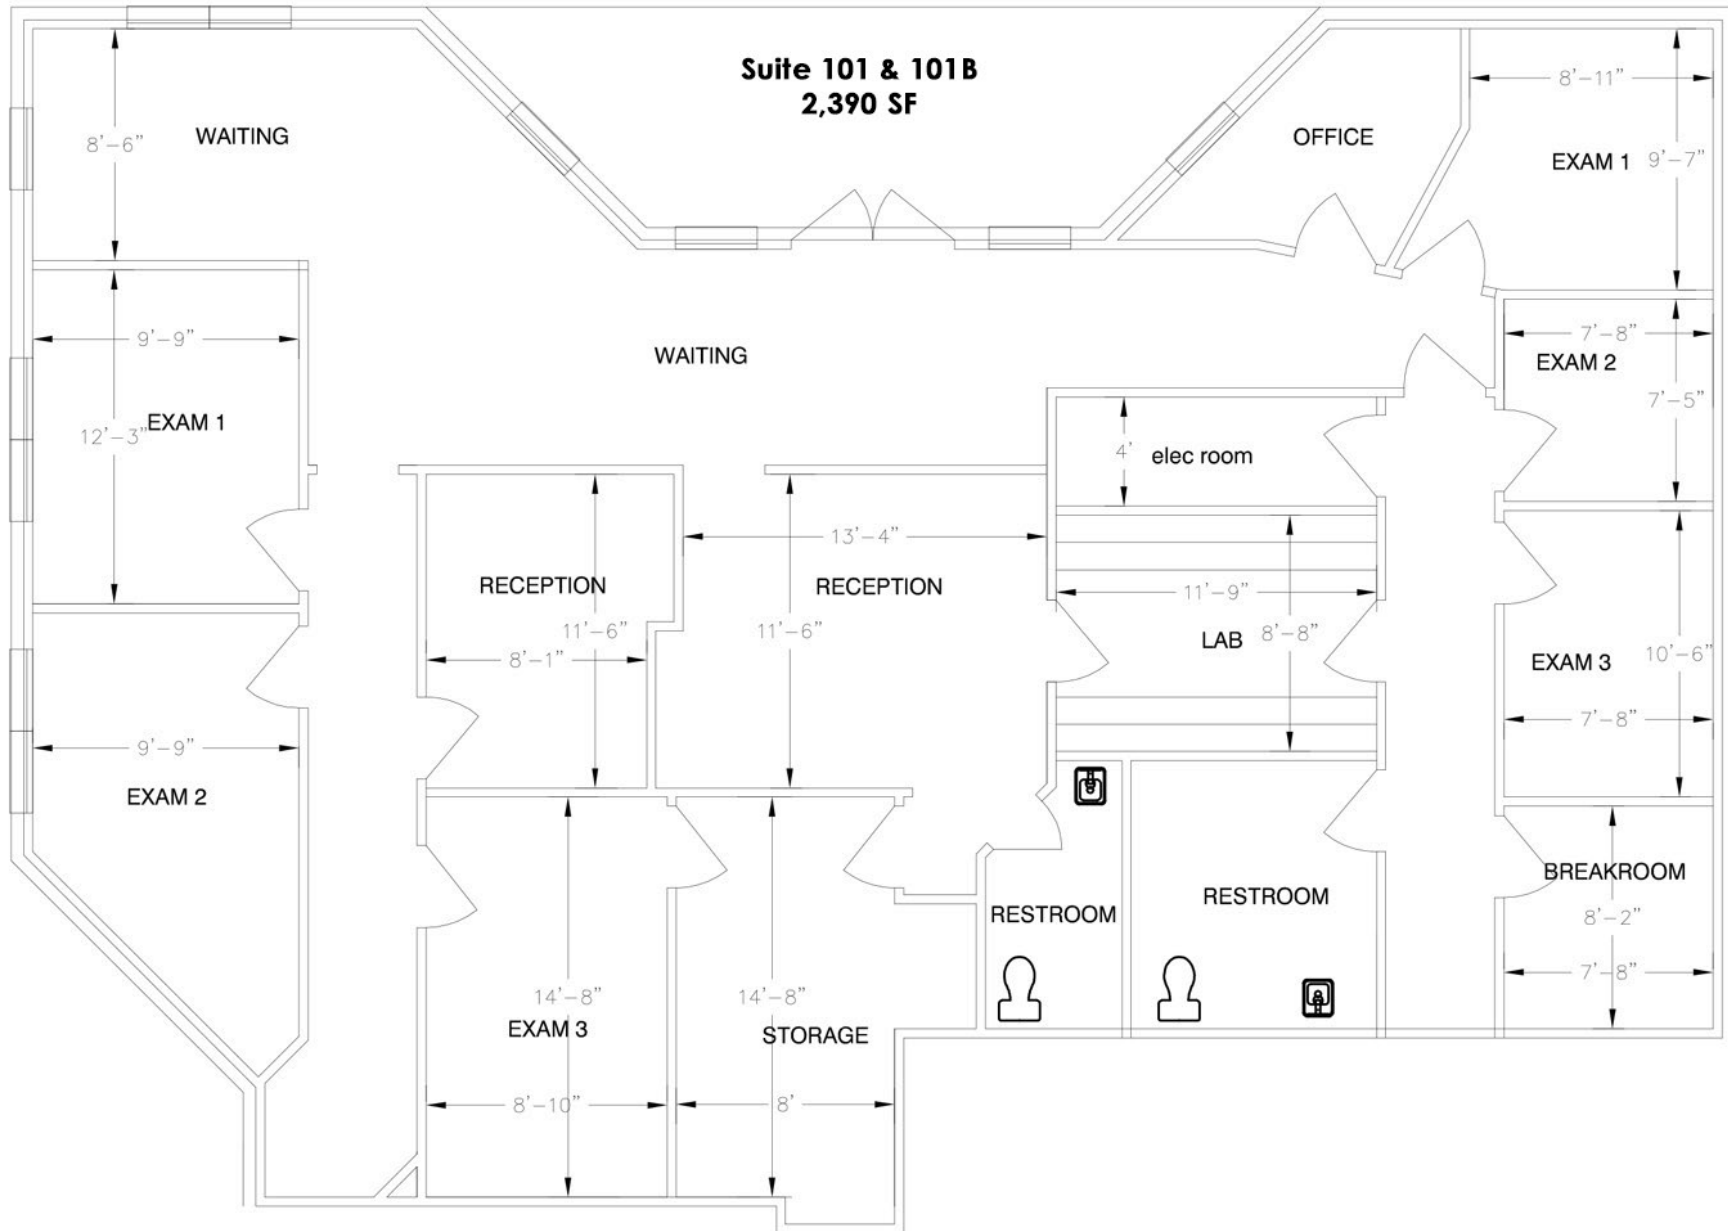 Suite 101 & 101B
2,390 SF
8'-11"
WAITING
8'-6"
OFFICE
EXAM 1
9'-7"
9'-9"
WAITING
7'-8"
EXAM 2
7'-5"
EXAM 1
12'-3"
4'
elec room
13'-4"
RECEPTION
RECEPTION
11'-9"
11'-6"
11'-6"
8'-8"
LAB
8'-1"
EXAM 3
10'-6"
7'-8"
9'-9"
EXAM 2
BREAKROOM
RESTROOM
RESTROOM
8'-2"
7'-8"
14'-8"
14'-8"
EXAM 3
STORAGE
8'-10"
8'